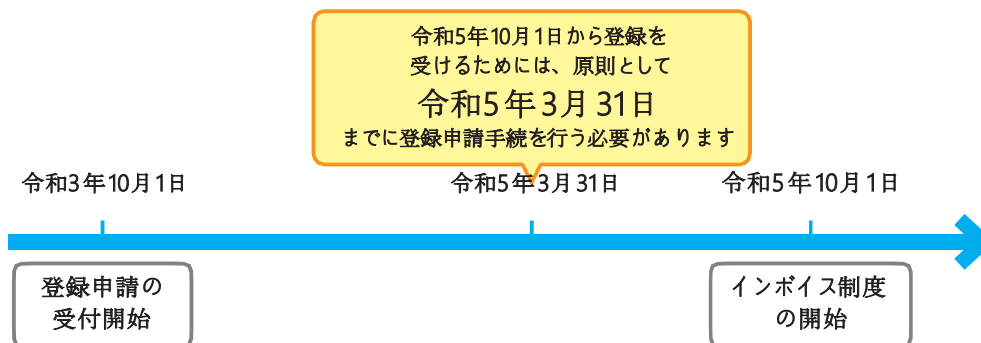 令和5年10月1日から登録を
受けるためには、原則として
令和5年3月31日
までに登録申請手続を行う必要があります
令和3年10月1日
令和5年3月31日
令和5年10月1日
登録申請の
受付開始
インボイス制度
の開始